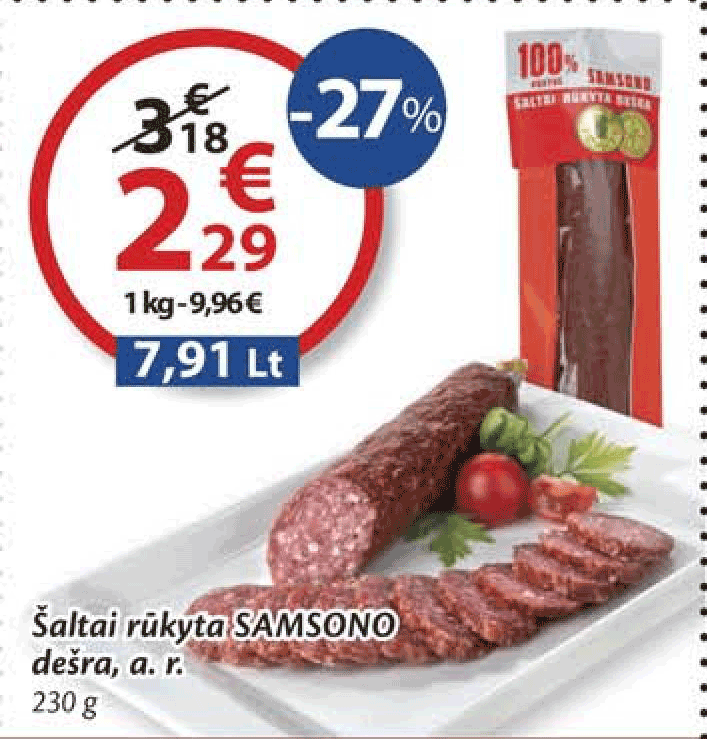 -27%
3 18 €
2 29 €
1 kg - 9,96 €
7,91 Lt
100%
SAMSONO
ŠALTAI RŪKYTA DEŠRA
Šaltai rūkyta SAMSONO
dešra, a. r.
230 g